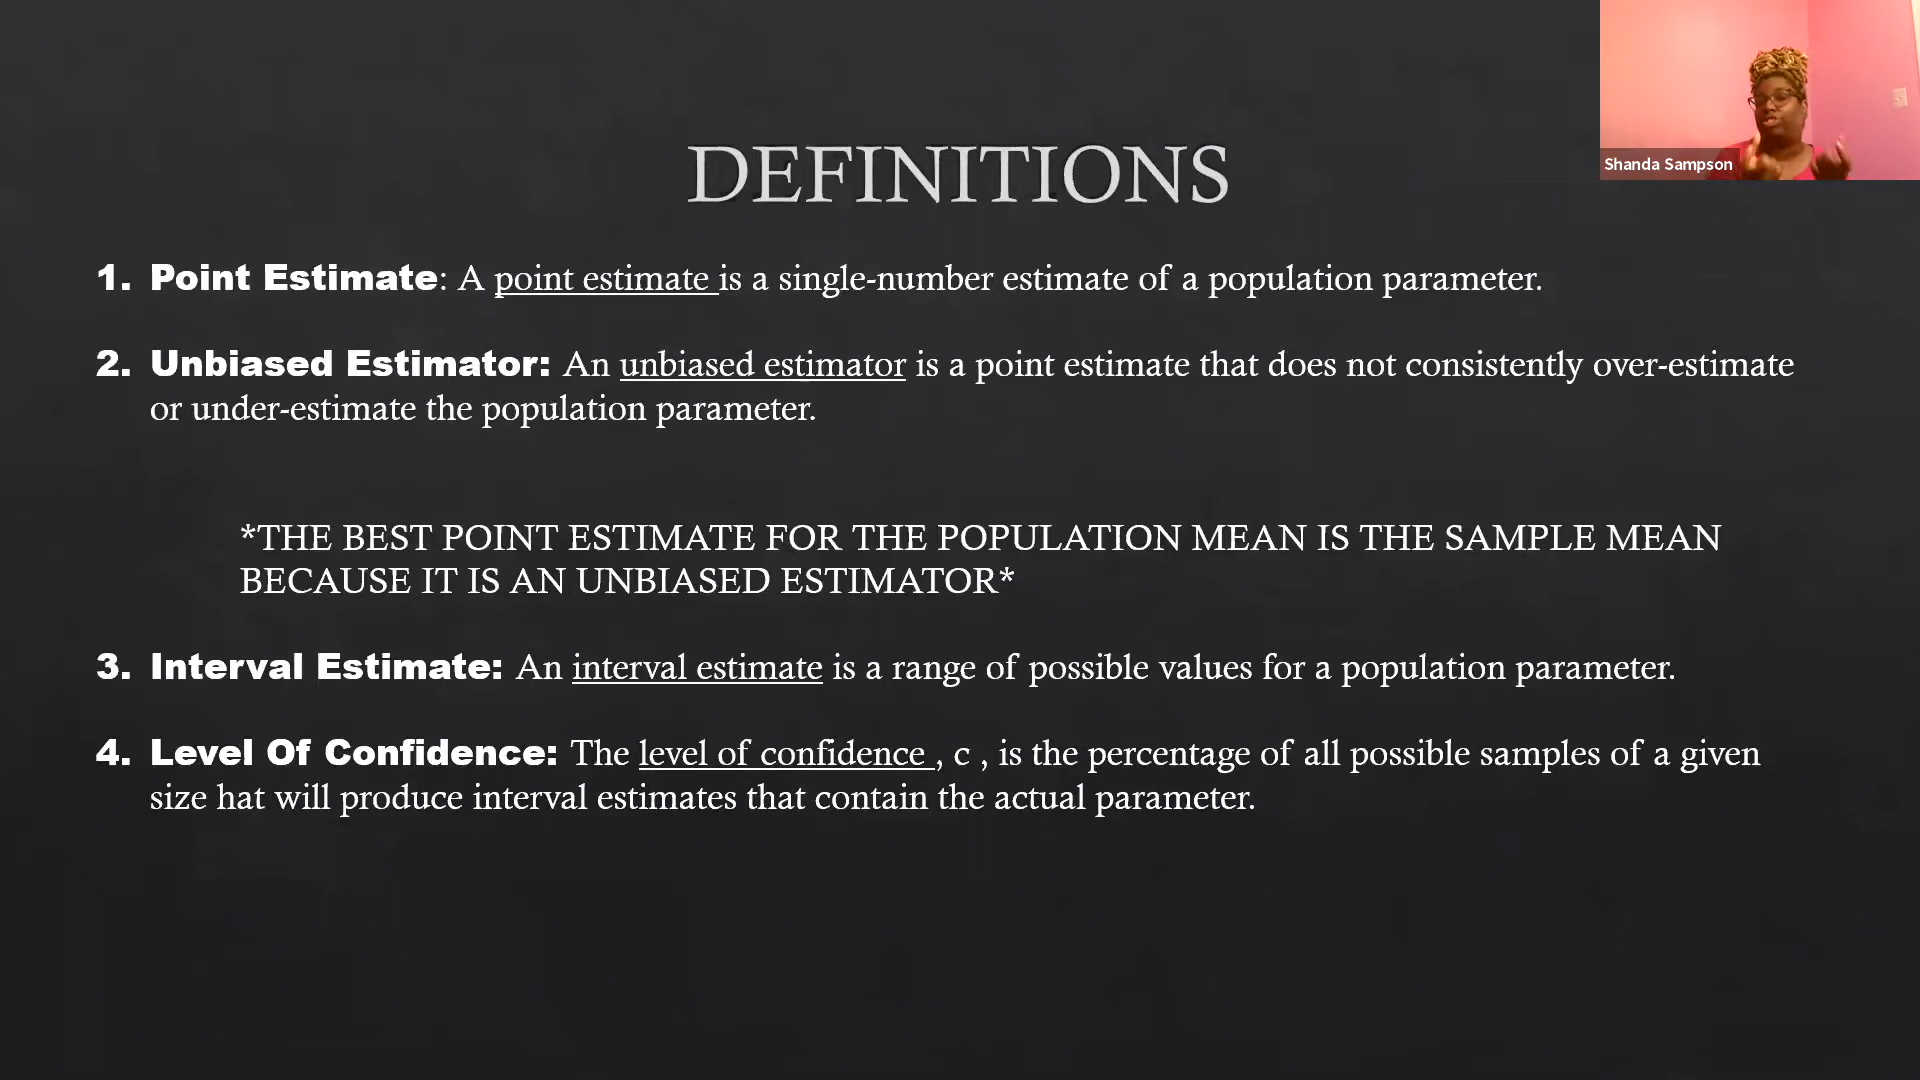 Shanda Sampson
DEFINITIONS
1. Point Estimate: A point estimate is a single-number estimate of a population parameter.
2. Unbiased Estimator: An unbiased estimator is a point estimate that does not consistently over-estimate
or under-estimate the population parameter.
*THE BEST POINT ESTIMATE FOR THE POPULATION MEAN IS THE SAMPLE MEAN
BECAUSE IT IS AN UNBIASED ESTIMATOR*
3. Interval Estimate: An interval estimate is a range of possible values for a population parameter.
4. Level Of Confidence: The level of confidence , c , is the percentage of all possible samples of a given
size hat will produce interval estimates that contain the actual parameter.